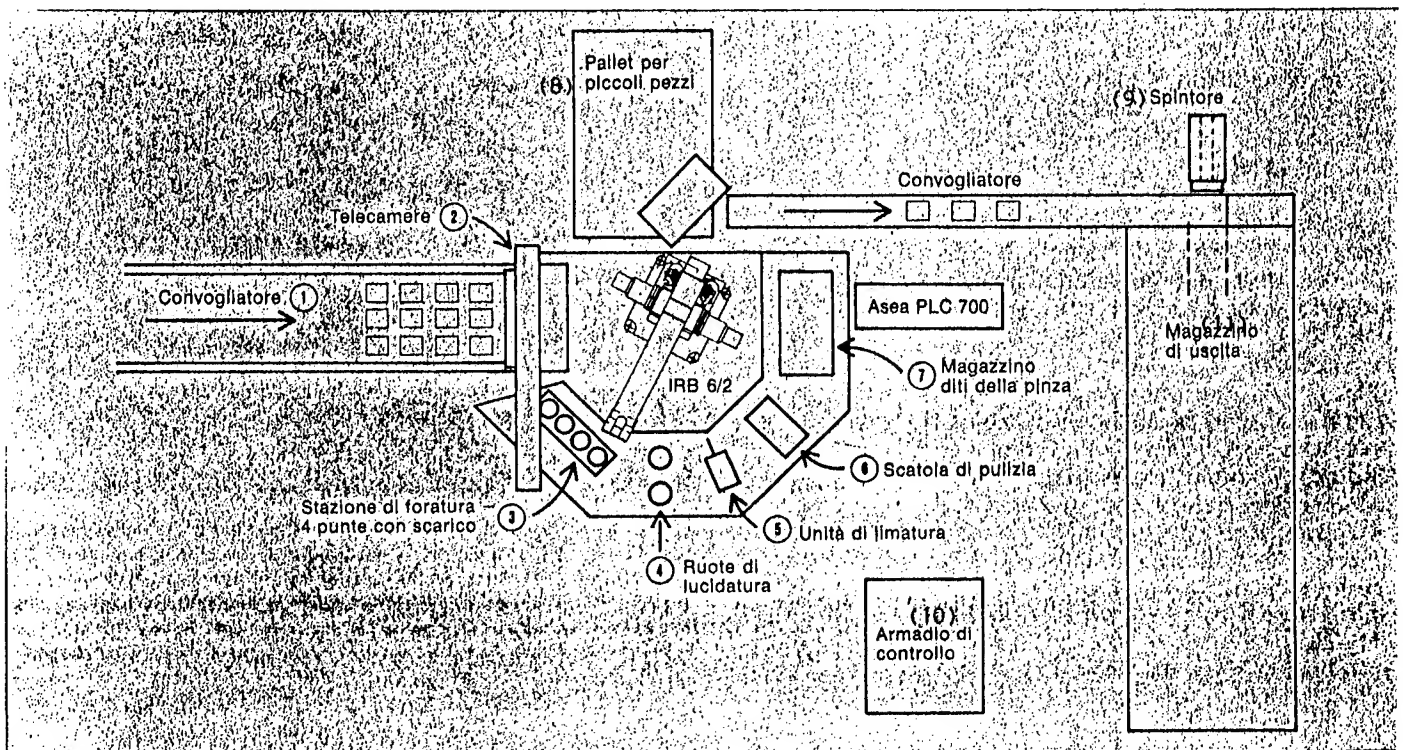 Pallet per
(8) piccoli pezzi
(9) Spintore
Convogliatore
Telecamere 2
Convogliatore 1
Asea PLC 700
(11)
Magazzino
di uscita
IRB 6/2
7 Magazzino
diti della pinza
6 Scatola di pulizia
Stazione di foratura
4 punte con scarico 3
5 Unità di limatura
4 Ruote di
lucidatura
(10)
Armadio di
controllo